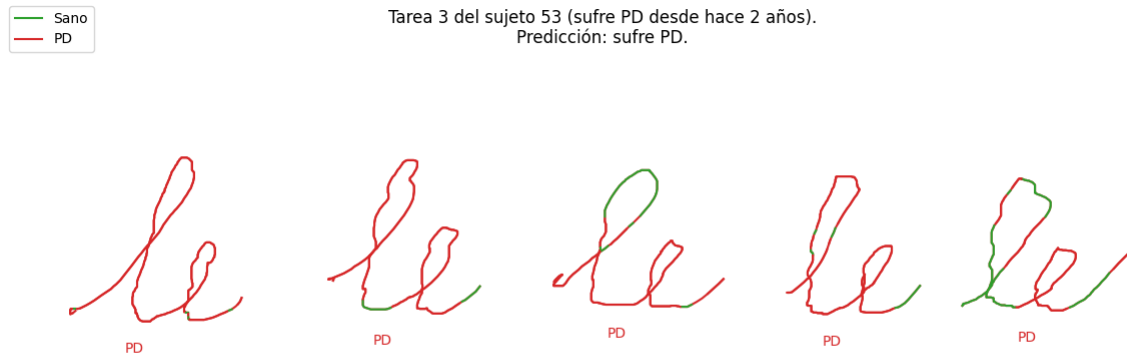 Sano
PD
Tarea 3 del sujeto 53 (sufre PD desde hace 2 años).
Predicción: sufre PD.
le le le le le
PD PD PD PD PD